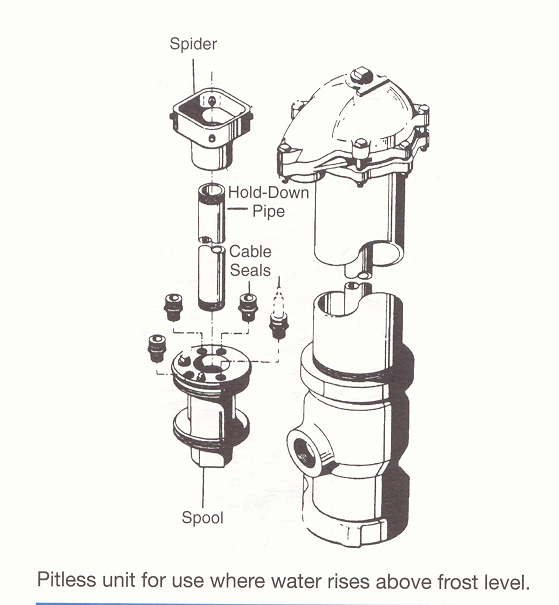 Spider
Hold-Down
Pipe
Cable
Seals
Spool
Pitless unit for use where water rises above frost level.